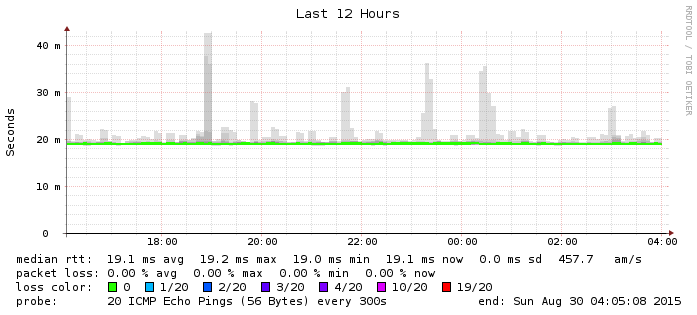 Last 12 Hours
RRDTOOL / TOBI OETIKER
Seconds
40 m
30 m
20 m
10 m
0
18:00 20:00 22:00 00:00 02:00 04:00
median rtt: 19.1 ms avg 19.2 ms max 19.0 ms min 19.1 ms now 0.0 ms sd 457.7 am/s
packet loss: 0.00 % avg 0.00 % max 0.00 % min 0.00 % now
loss color: 0 1/20 2/20 3/20 4/20 10/20 19/20
probe: 20 ICMP Echo Pings (56 Bytes) every 300s end: Sun Aug 30 04:05:08 2015